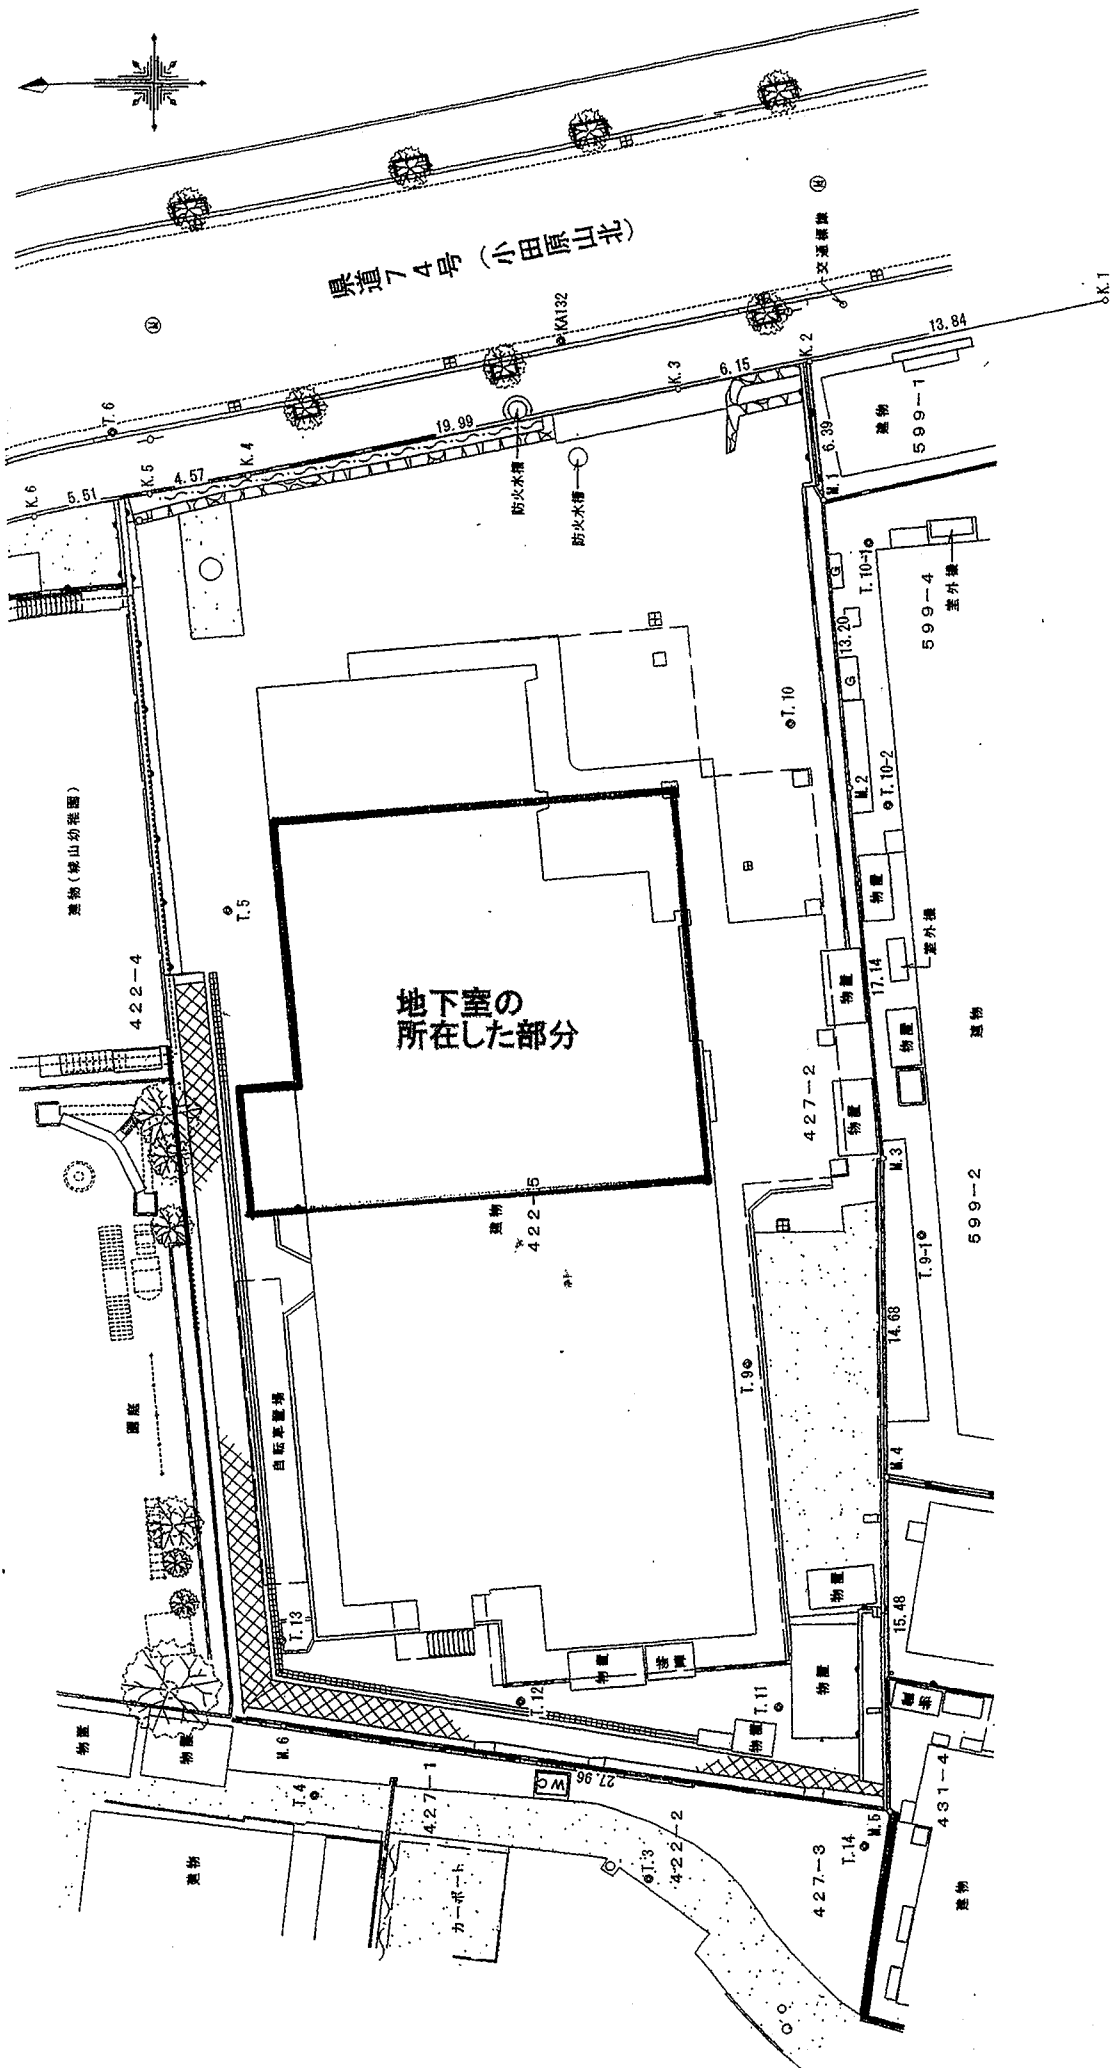 県道74号（小田原山北）
交通標識
T.6
K.6
5.51
K.5
4.57
K.4
19.99
KA132
K.3
6.15
K.2
13.84
K.1
防火水槽
防火水槽
6.39
M.1
建物
599-1
G
13.20
G
T.10-1
599-4
室外機
T.10
M.2
T.10-2
建物(城山幼稚園)
422-4
T.5
地下室の
所在した部分
物置
室外機
17.14
物置
物置
物置
建物
427-2
M.3
599-2
建物
422-5
T.9-1
14.68
T.9
M.4
園庭
自転車置場
T.13
物置
15.48
物置
T.12
T.11
物置
物置
物置
物置
M.6
27.96
WC
T.4
427-1
建物
カーポート
T.3
422-2
427-3
T.14
M.5
431-4
建物